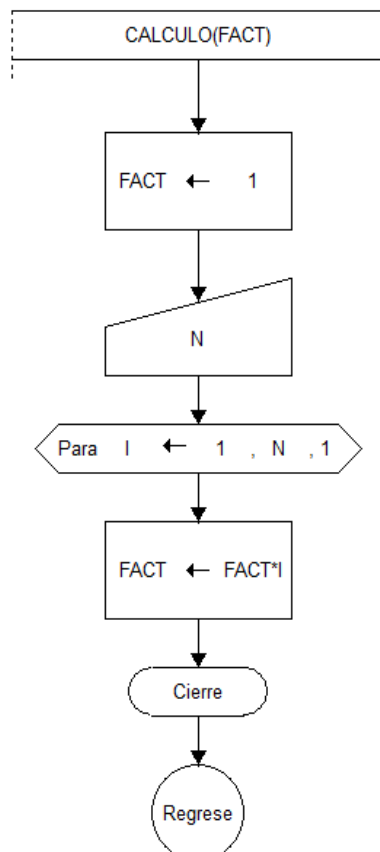 CALCULO(FACT)
FACT ← 1
N
Para I ← 1 , N , 1
FACT ← FACT*I
Cierre
Regrese